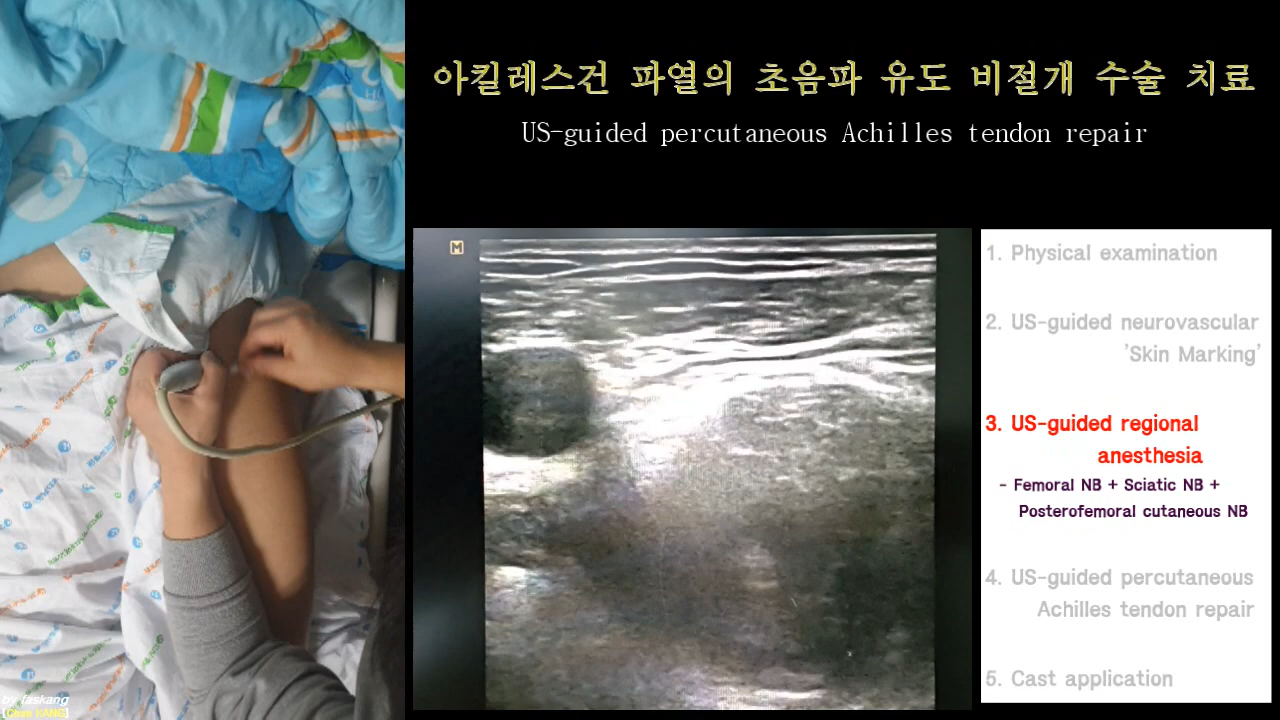 아킬레스건 파열의 초음파 유도 비절개 수술 치료
US-guided percutaneous Achilles tendon repair
M
1. Physical examination
2. US-guided neurovascular
'Skin Marking'
3. US-guided regional
anesthesia
- Femoral NB + Sciatic NB +
Posterofemoral cutaneous NB
4. US-guided percutaneous
Achilles tendon repair
5. Cast application
by faskang
[Chan KANG]